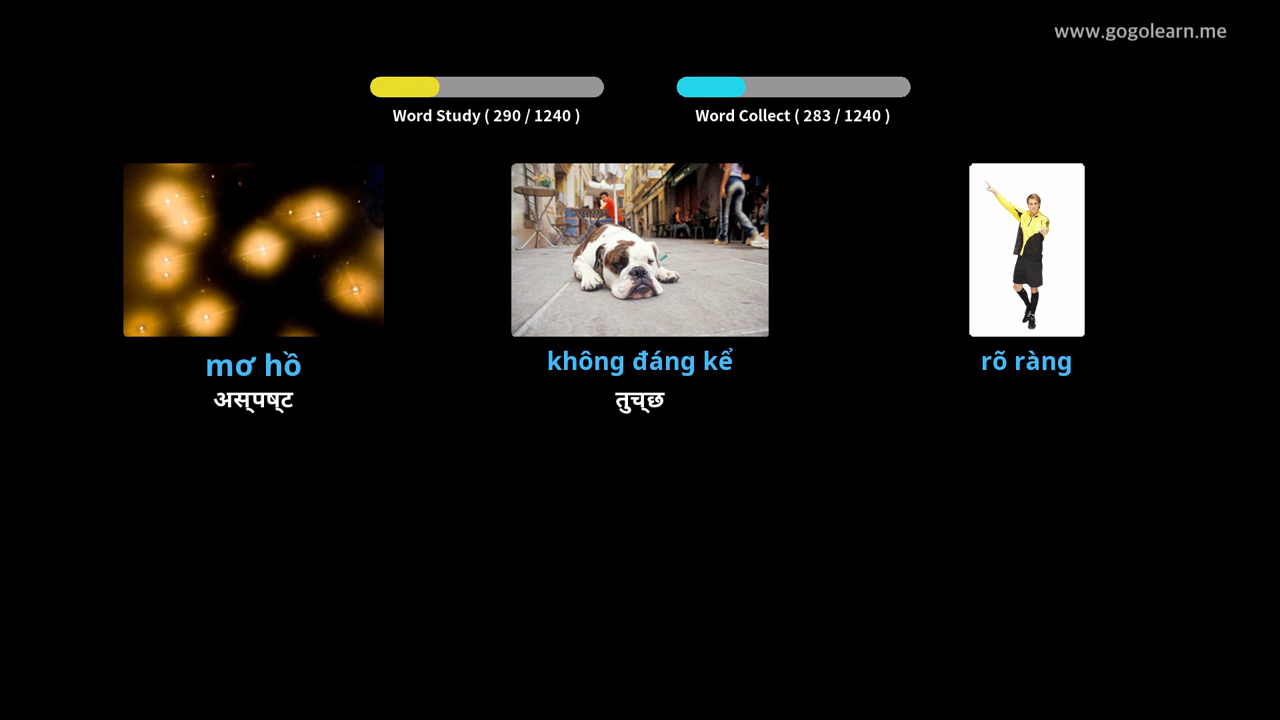 www.gogolearn.me
Word Study ( 290 / 1240 )
Word Collect ( 283 / 1240 )
mơ hồ
अस्पष्ट
không đáng kể
तुच्छ
rõ ràng